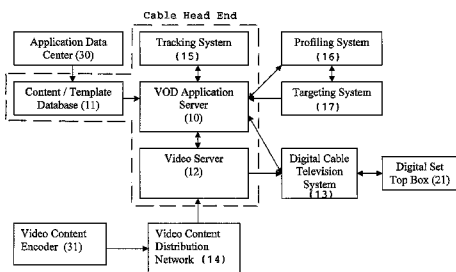 Cable Head End
Application Data
Center (30)
Tracking System
(15)
Profiling System
(16)
Content / Template
Database (11)
VOD Application
Server
(10)
Targeting System
(17)
Video Server
(12)
Digital Cable
Television
System
(13)
Digital Set
Top Box (21)
Video Content
Encoder (31)
Video Content
Distribution
Network (14)